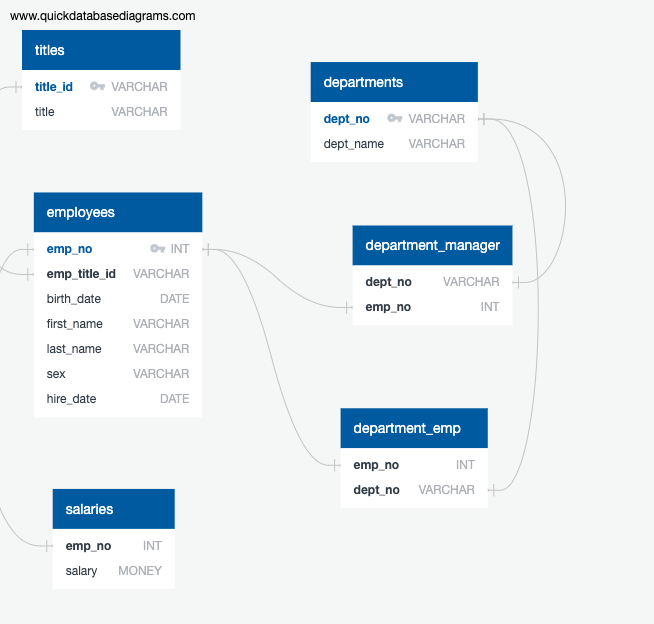 www.quickdatabasediagrams.com
titles
title_id VARCHAR
title VARCHAR
departments
dept_no VARCHAR
dept_name VARCHAR
employees
emp_no INT
emp_title_id VARCHAR
birth_date DATE
first_name VARCHAR
last_name VARCHAR
sex VARCHAR
hire_date DATE
department_manager
dept_no VARCHAR
emp_no INT
department_emp
emp_no INT
dept_no VARCHAR
salaries
emp_no INT
salary MONEY